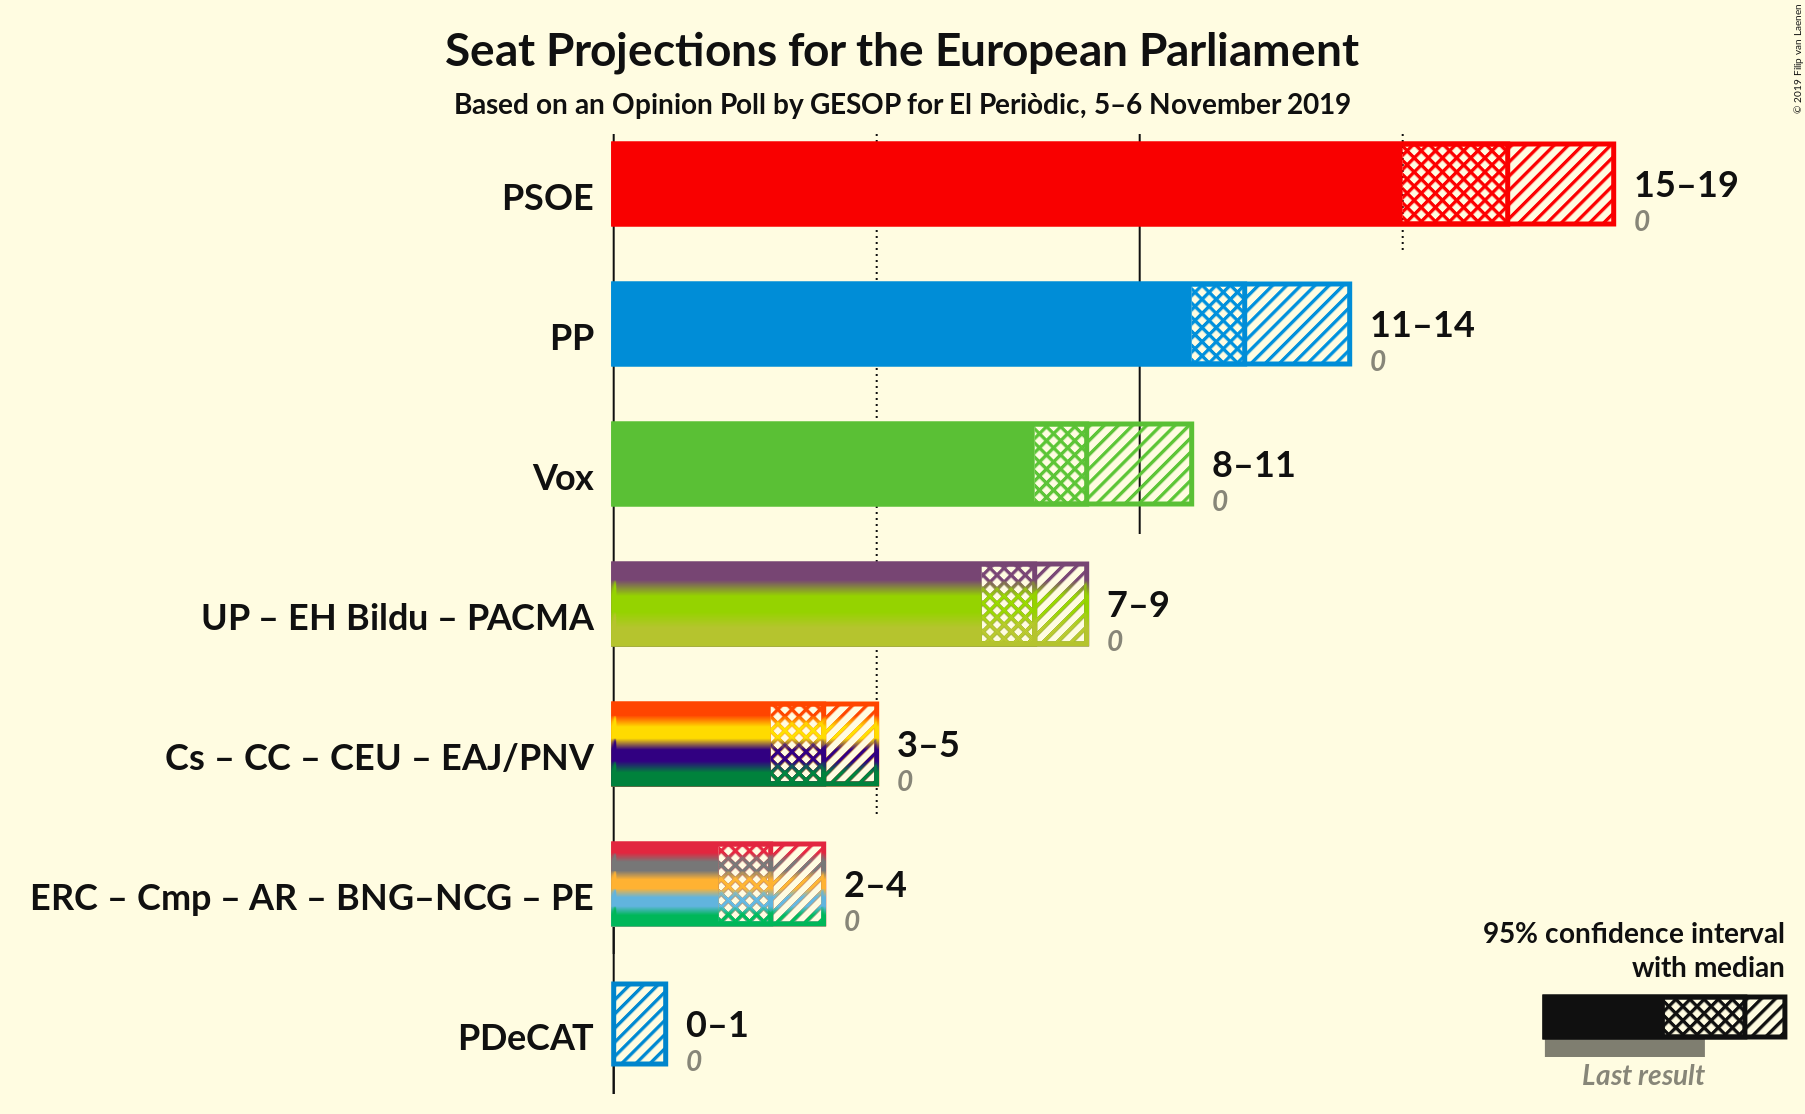 Seat Projections for the European Parliament
Based on an Opinion Poll by GESOP for El Periòdic, 5–6 November 2019
© 2019 Filip van Laenen
PSOE
15–19
0
PP
11–14
0
Vox
8–11
0
UP – EH Bildu – PACMA
7–9
0
Cs – CC – CEU – EAJ/PNV
3–5
0
ERC – Cmp – AR – BNG–NCG – PE
2–4
0
PDeCAT
0–1
0
95% confidence interval
with median
Last result